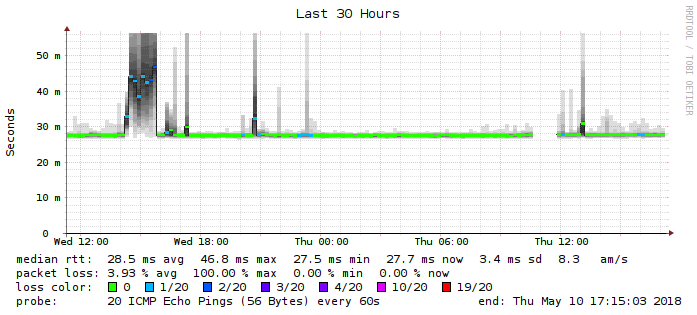 Last 30 Hours
RRDTOOL / TOBI OETIKER
Seconds
50 m
40 m
30 m
20 m
10 m
0
Wed 12:00 Wed 18:00 Thu 00:00 Thu 06:00 Thu 12:00
median rtt: 28.5 ms avg 46.8 ms max 27.5 ms min 27.7 ms now 3.4 ms sd 8.3 am/s
packet loss: 3.93 % avg 100.00 % max 0.00 % min 0.00 % now
loss color: 0 1/20 2/20 3/20 4/20 10/20 19/20
probe: 20 ICMP Echo Pings (56 Bytes) every 60s end: Thu May 10 17:15:03 2018